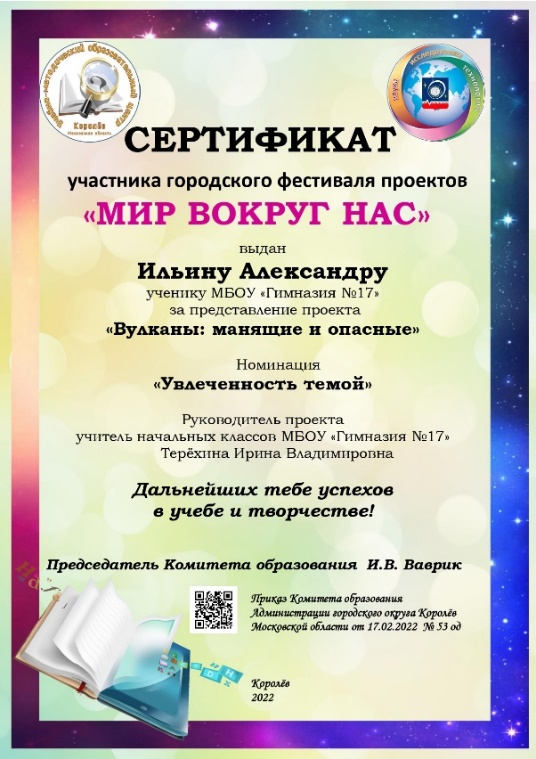 Учебно-методический образовательный центр
Королёв
Московская область
науки исследования технологии
СЕРТИФИКАТ
участника городского фестиваля проектов
«МИР ВОКРУГ НАС»
выдан
Ильину Александру
ученику МБОУ «Гимназия №17»
за представление проекта
«Вулканы: манящие и опасные»
Номинация
«Увлеченность темой»
Руководитель проекта
учитель начальных классов МБОУ «Гимназия №17»
Терёхина Ирина Владимировна
Дальнейших тебе успехов
в учебе и творчестве!
Председатель Комитета образования И.В. Ваврик
Приказ Комитета образования
Администрации городского округа Королёв
Московской области от 17.02.2022 № 53 од
Королёв
2022